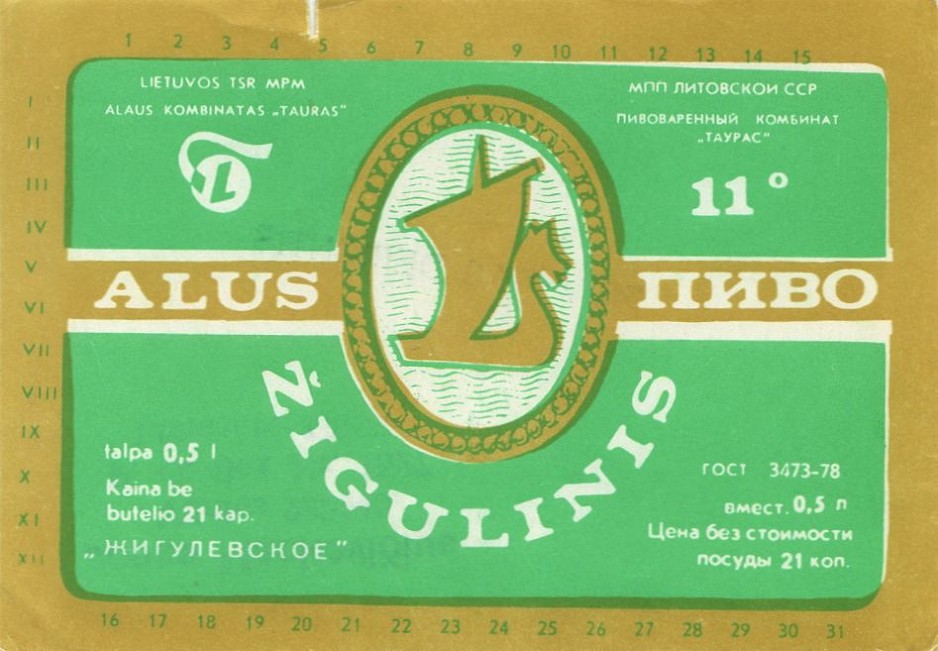 1 2 3 4 5 6 7 8 9 10 11 12 13 14 15
LIETUVOS TSR MPM
ALAUS KOMBINATAS „TAURAS"
МПП ЛИТОВСКОИ ССР
ПИВОВАРЕННЫЙ КОМБИНАТ
„ТАУРАС"
11°
I
II
III
IV
V
VI
VII
VIII
IX
X
XI
XII
ALUS
ПИВО
ŽIGULINIS
talpa 0,5 l
Kaina be
butelio 21 kap.
„ЖИГУЛЕВСКОЕ"
ГОСТ 3473-78
вмест. 0,5 л
Цена без стоимости
посуды 21 коп.
16 17 18 19 20 21 22 23 24 25 26 27 28 29 30 31